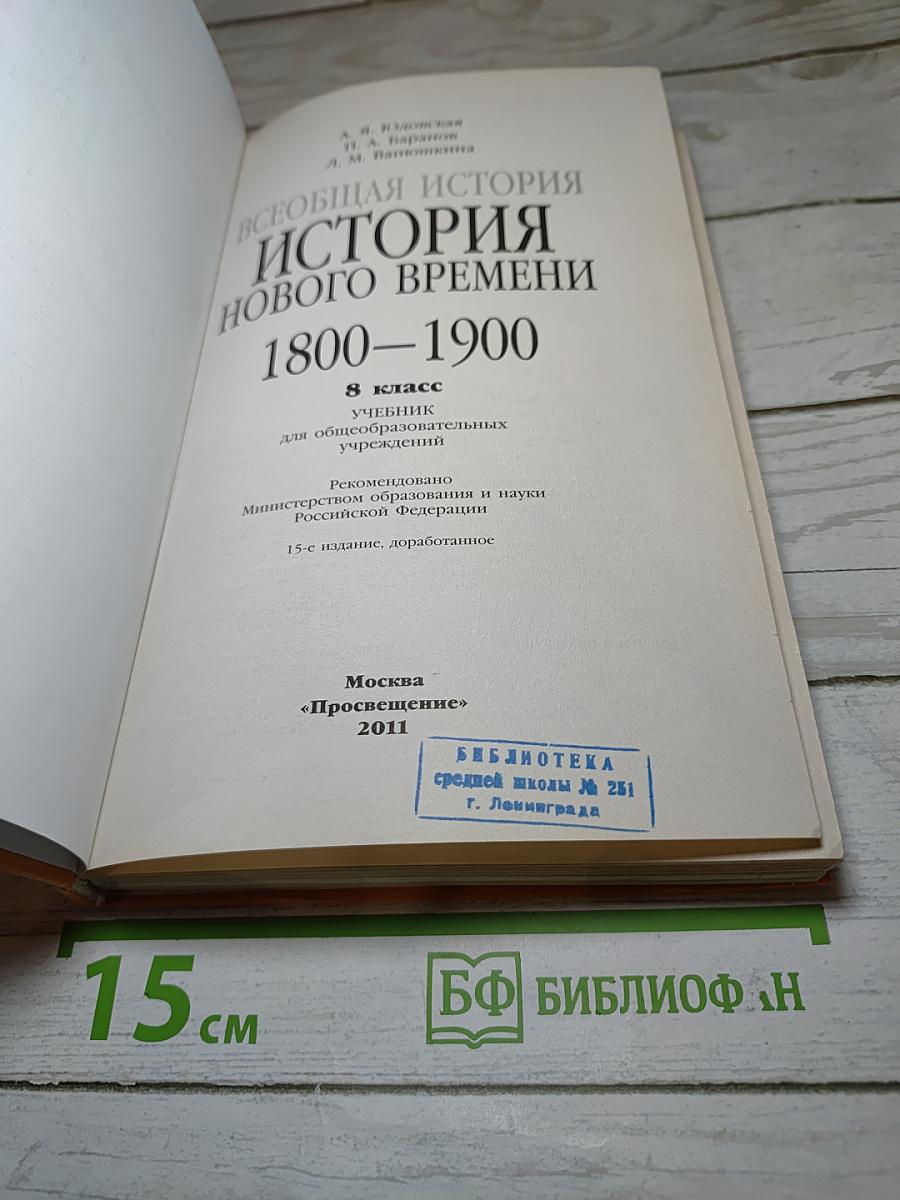 А. Я. Юдовская
П. А. Баранов
Л. М. Ванюшкина
ВСЕОБЩАЯ ИСТОРИЯ
ИСТОРИЯ
НОВОГО ВРЕМЕНИ
1800—1900
8 класс
УЧЕБНИК
для общеобразовательных
учреждений
Рекомендовано
Министерством образования и науки
Российской Федерации
15-е издание, доработанное
Москва
«Просвещение»
2011
БИБЛИОТЕКА
средней школы № 251
г. Ленинграда
15 см
БФ БИБЛИОФ